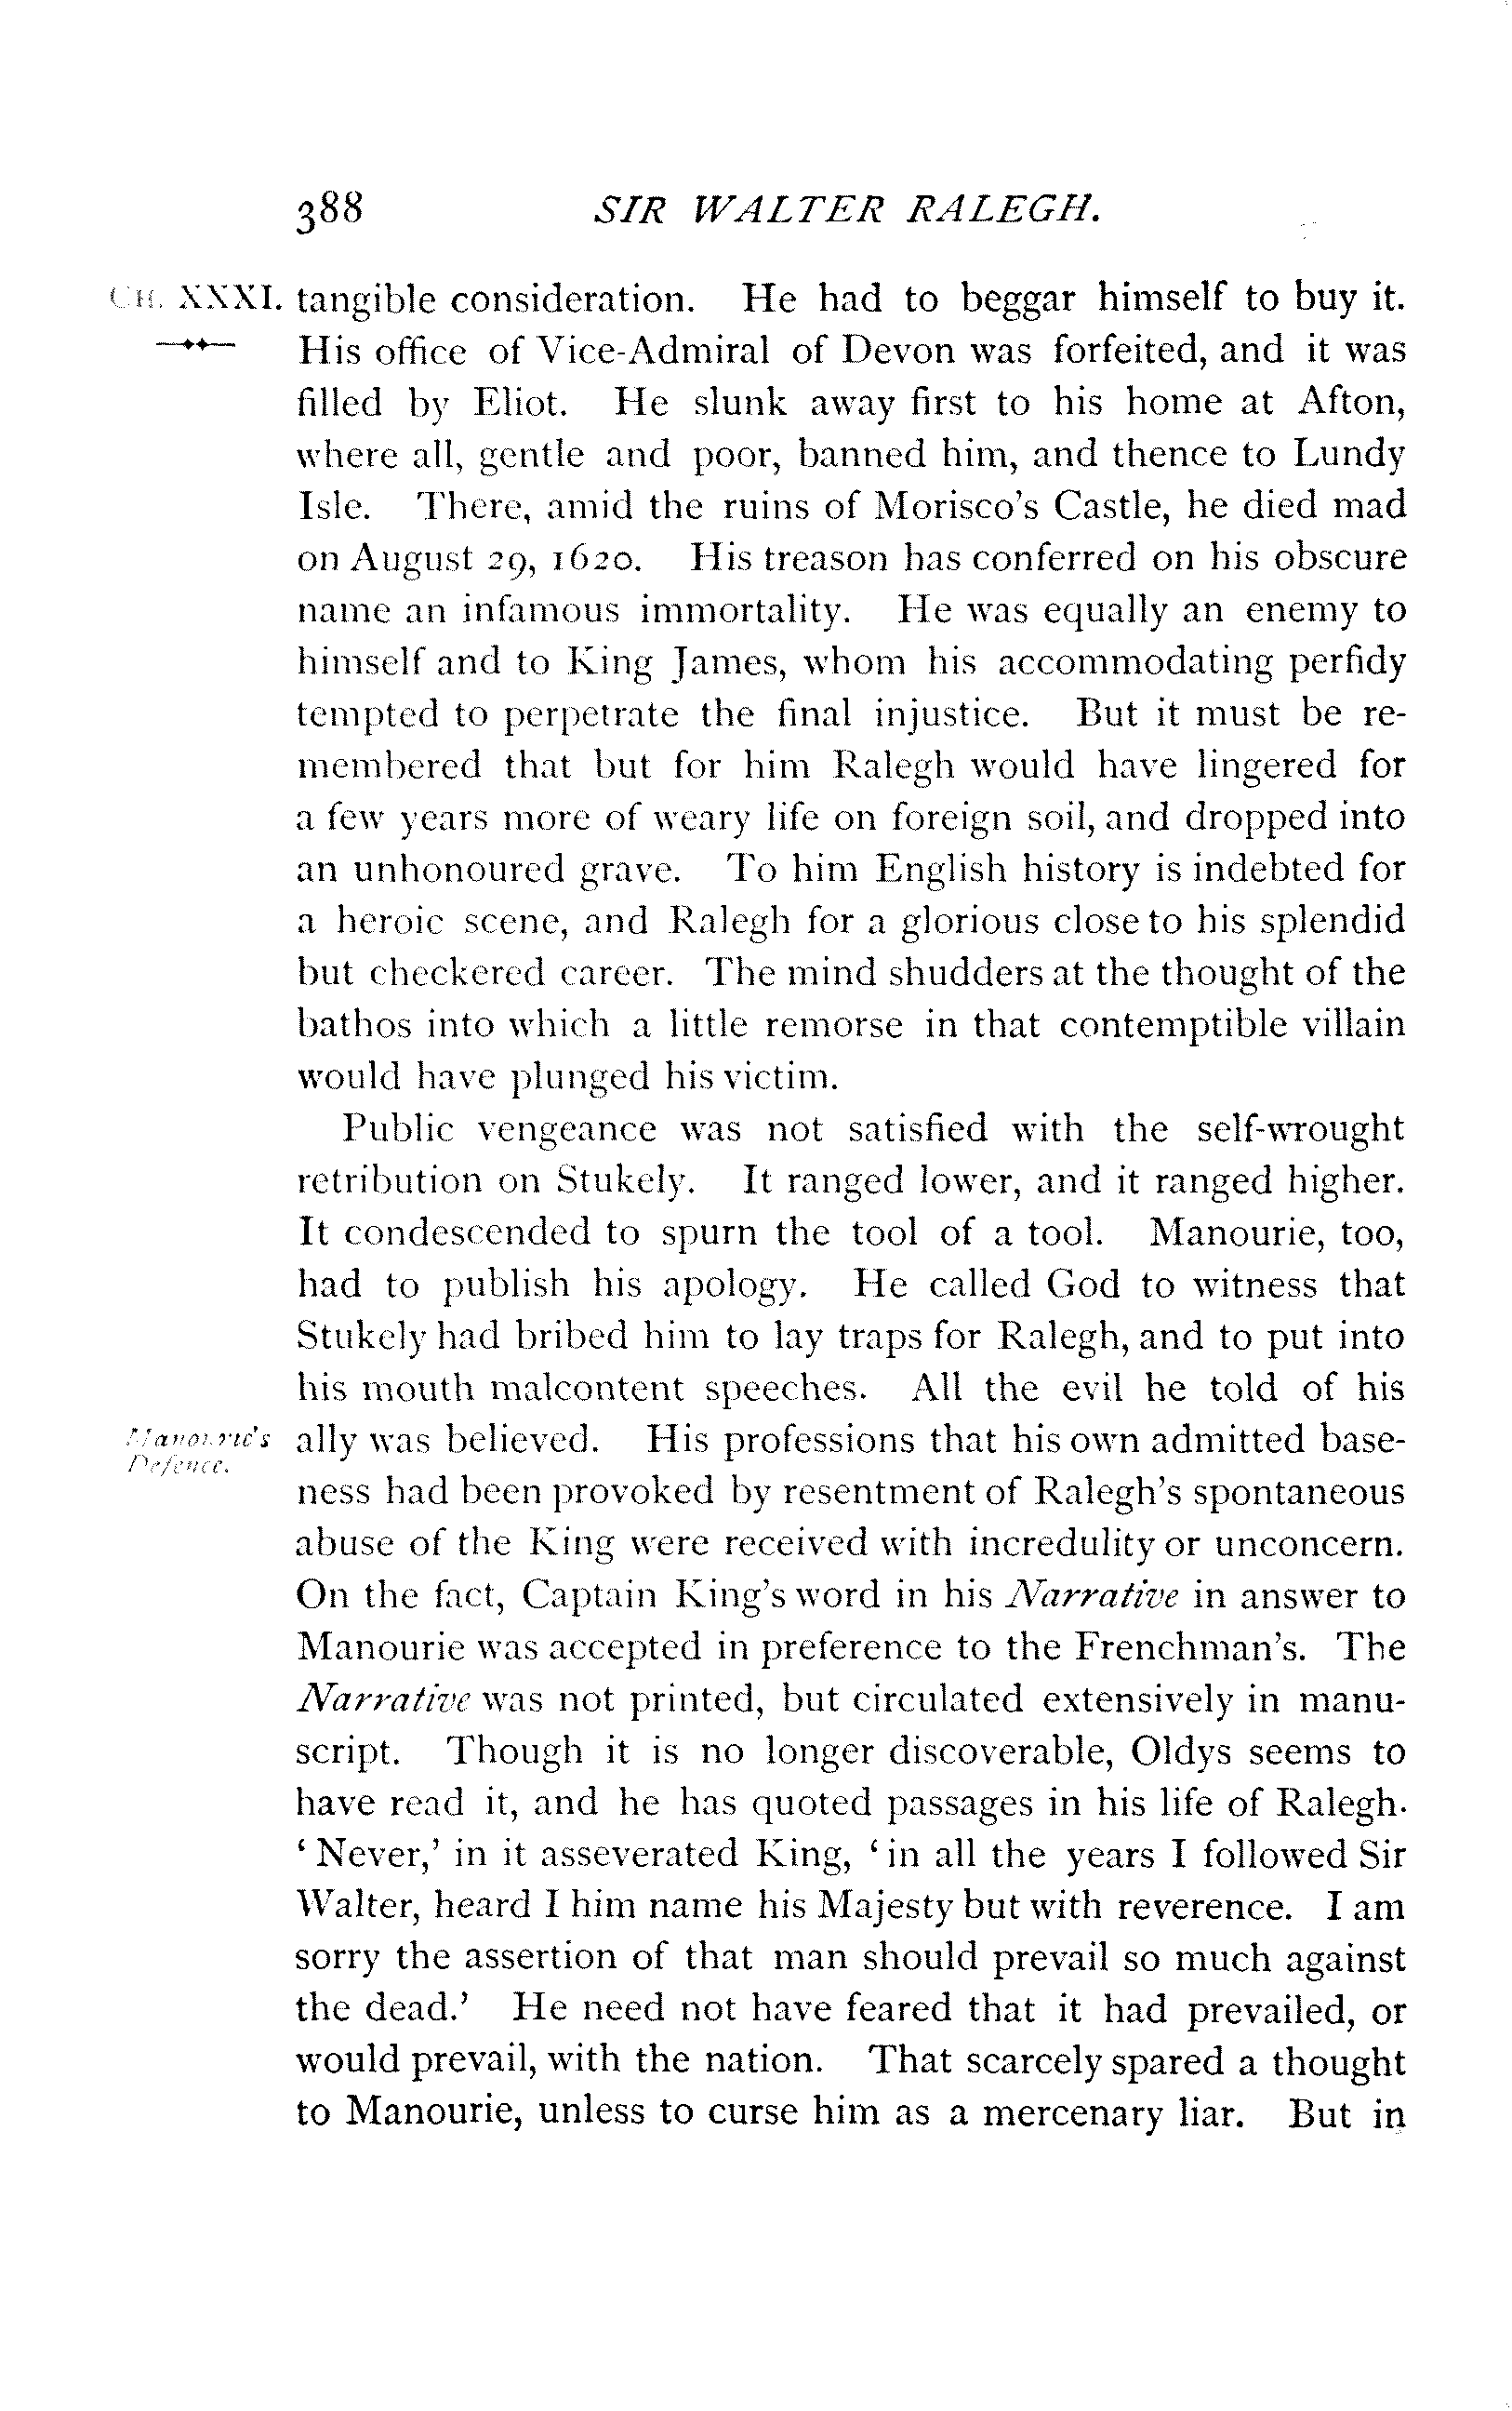 388 SIR WALTER RALEGH.
CH. XXXI. tangible consideration. He had to beggar himself to buy it.
His office of Vice-Admiral of Devon was forfeited, and it was
filled by Eliot. He slunk away first to his home at Afton,
where all, gentle and poor, banned him, and thence to Lundy
Isle. There, amid the ruins of Morisco's Castle, he died mad
on August 29, 1620. His treason has conferred on his obscure
name an infamous immortality. He was equally an enemy to
himself and to King James, whom his accommodating perfidy
tempted to perpetrate the final injustice. But it must be re-
membered that but for him Ralegh would have lingered for
a few years more of weary life on foreign soil, and dropped into
an unhonoured grave. To him English history is indebted for
a heroic scene, and Ralegh for a glorious close to his splendid
but checkered career. The mind shudders at the thought of the
bathos into which a little remorse in that contemptible villain
would have plunged his victim.
Public vengeance was not satisfied with the self-wrought
retribution on Stukely. It ranged lower, and it ranged higher.
It condescended to spurn the tool of a tool. Manourie, too,
had to publish his apology. He called God to witness that
Stukely had bribed him to lay traps for Ralegh, and to put into
his mouth malcontent speeches. All the evil he told of his
Manourie's
Defence.
ally was believed. His professions that his own admitted base-
ness had been provoked by resentment of Ralegh's spontaneous
abuse of the King were received with incredulity or unconcern.
On the fact, Captain King's word in his Narrative in answer to
Manourie was accepted in preference to the Frenchman's. The
Narrative was not printed, but circulated extensively in manu-
script. Though it is no longer discoverable, Oldys seems to
have read it, and he has quoted passages in his life of Ralegh.
'Never,' in it asseverated King, 'in all the years I followed Sir
Walter, heard I him name his Majesty but with reverence. I am
sorry the assertion of that man should prevail so much against
the dead.' He need not have feared that it had prevailed, or
would prevail, with the nation. That scarcely spared a thought
to Manourie, unless to curse him as a mercenary liar. But in